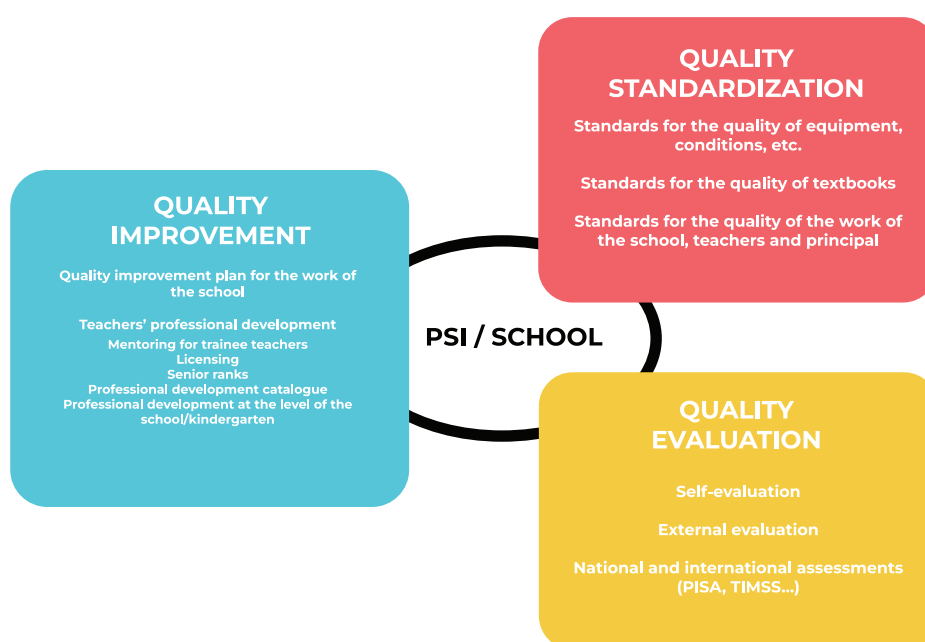 QUALITY
STANDARDIZATION
Standards for the quality of equipment,
conditions, etc.
Standards for the quality of textbooks
Standards for the quality of the work of
the school, teachers and principal
QUALITY
IMPROVEMENT
Quality improvement plan for the work of
the school
Teachers’ professional development
Mentoring for trainee teachers
Licensing
Senior ranks
Professional development catalogue
Professional development at the level of the
school/kindergarten
PSI / SCHOOL
QUALITY
EVALUATION
Self-evaluation
External evaluation
National and international assessments
(PISA, TIMSS...)